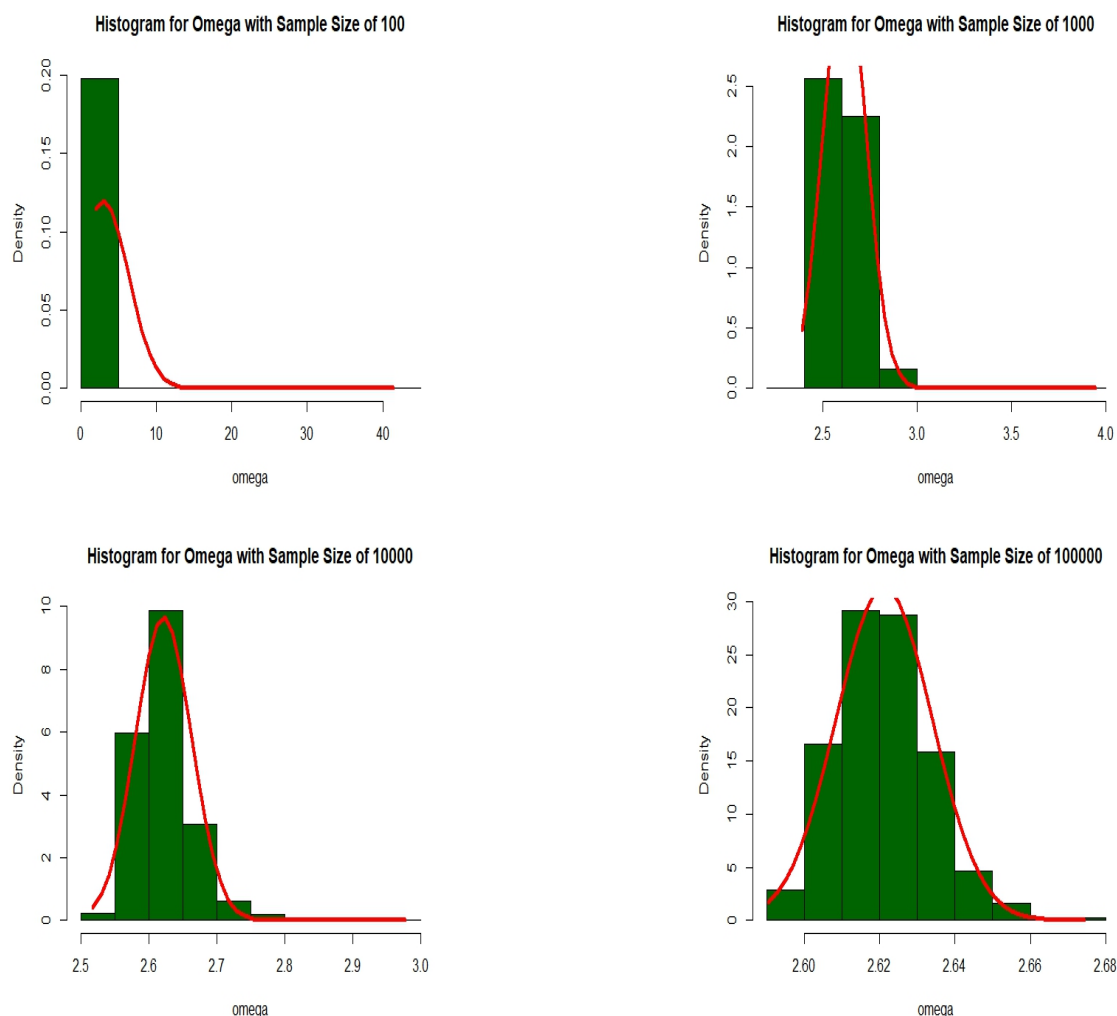 Histogram for Omega with Sample Size of 100
Density
0.20
0.15
0.10
0.05
0.00
0 10 20 30 40
omega
Histogram for Omega with Sample Size of 1000
Density
2.5
2.0
1.5
1.0
0.5
0.0
2.5 3.0 3.5 4.0
omega
Histogram for Omega with Sample Size of 10000
Density
10
8
6
4
2
0
2.5 2.6 2.7 2.8 2.9 3.0
omega
Histogram for Omega with Sample Size of 100000
Density
30
25
20
15
10
5
0
2.60 2.62 2.64 2.66 2.68
omega